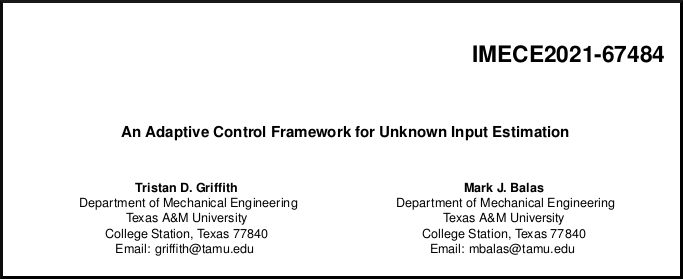 IMECE2021-67484
An Adaptive Control Framework for Unknown Input Estimation
Tristan D. Griffith
Department of Mechanical Engineering
Texas A&M University
College Station, Texas 77840
Email: griffith@tamu.edu
Mark J. Balas
Department of Mechanical Engineering
Texas A&M University
College Station, Texas 77840
Email: mbalas@tamu.edu